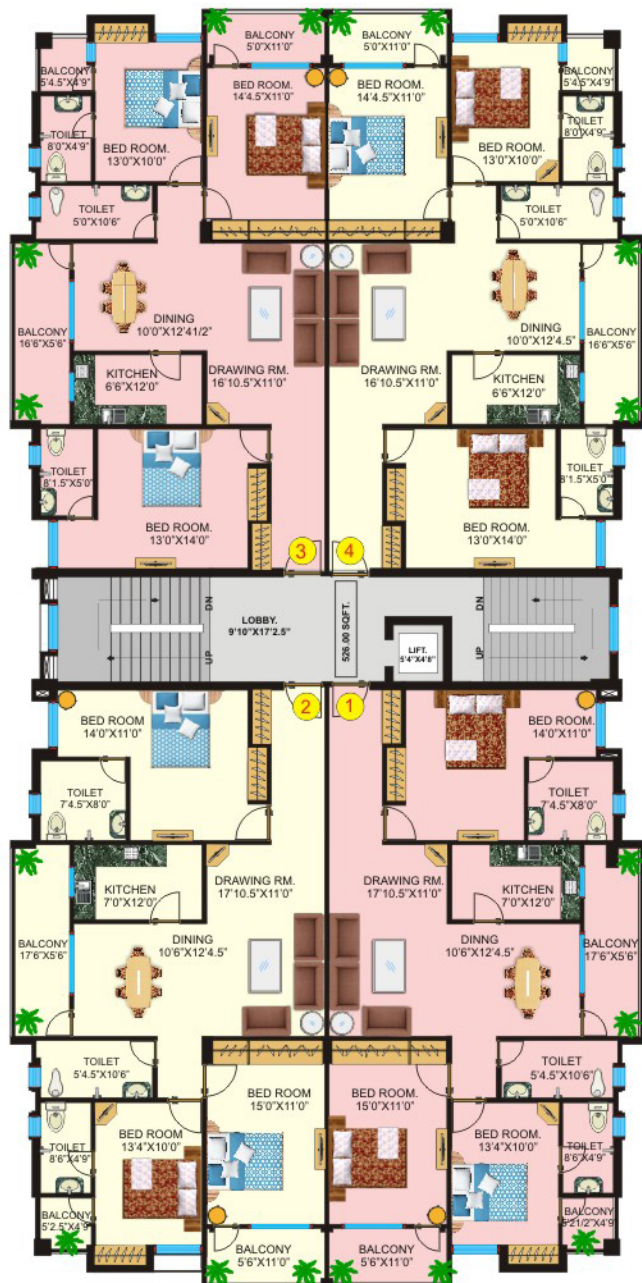 BALCONY
5'0"X11'0"
BALCONY
5'0"X11'0"
BALCONY
5'4.5"X4'9"
BALCONY
5'4.5"X4'9"
BED ROOM.
14'4.5"X11'0"
BED ROOM.
14'4.5"X11'0"
TOILET
8'0"X4'9"
BED ROOM.
13'0"X10'0"
BED ROOM.
13'0"X10'0"
TOILET
8'0"X4'9"
TOILET
5'0"X10'6"
TOILET
5'0"X10'6"
DINING
10'0"X12'41/2"
DINING
10'0"X12'4.5"
BALCONY
16'6"X5'6"
BALCONY
16'6"X5'6"
KITCHEN
6'6"X12'0"
DRAWING RM.
16'10.5"X11'0"
DRAWING RM.
16'10.5"X11'0"
KITCHEN
6'6"X12'0"
TOILET
8'1.5"X5'0"
TOILET
8'1.5"X5'0"
BED ROOM.
13'0"X14'0"
BED ROOM.
13'0"X14'0"
3
4
DN
UP
LOBBY.
9'10"X17'2.5"
526.00 SQFT.
LIFT.
5'4"X4'8"
DN
UP
2
1
BED ROOM
14'0"X11'0"
BED ROOM.
14'0"X11'0"
TOILET
7'4.5"X8'0"
TOILET
7'4.5"X8'0"
KITCHEN
7'0"X12'0"
DRAWING RM.
17'10.5"X11'0"
DRAWING RM.
17'10.5"X11'0"
KITCHEN
7'0"X12'0"
BALCONY
17'6"X5'6"
DINING
10'6"X12'4.5"
DINNG
10'6"X12'4.5"
BALCONY
17'6"X5'6"
TOILET
5'4.5"X10'6"
TOILET
5'4.5"X10'6"
BED ROOM
15'0"X11'0"
BED ROOM.
15'0"X11'0"
TOILET
8'6"X4'9"
BED ROOM
13'4"X10'0"
BED ROOM.
13'4"X10'0"
TOILET
8'6"X4'9"
BALCONY
5'2.5"X4'9"
BALCONY
5'21/2"X4'9"
BALCONY
5'6"X11'0"
BALCONY
5'6"X11'0"